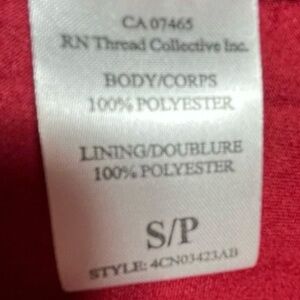 CA 07465
RN Thread Collective Inc.
BODY/CORPS
100% POLYESTER
LINING/DOUBLURE
100% POLYESTER
S/P
STYLE: 4CN03423AB